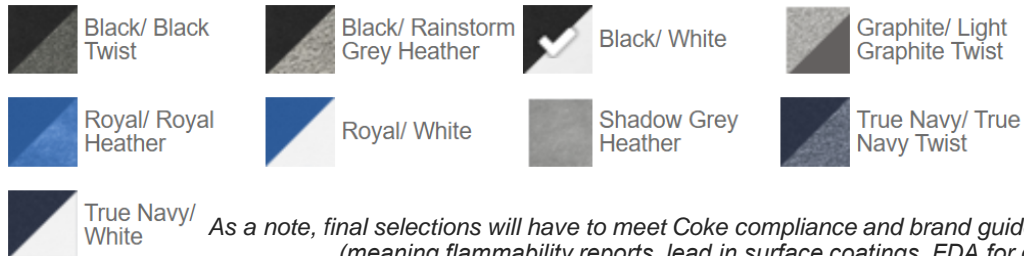 Black/ Black
Twist
Black/ Rainstorm
Grey Heather
Black/ White
Graphite/ Light
Graphite Twist
Royal/ Royal
Heather
Royal/ White
Shadow Grey
Heather
True Navy/ True
Navy Twist
True Navy/
White
As a note, final selections will have to meet Coke compliance and brand guid
(meaning flammability reports, lead in surface coatings, FDA for